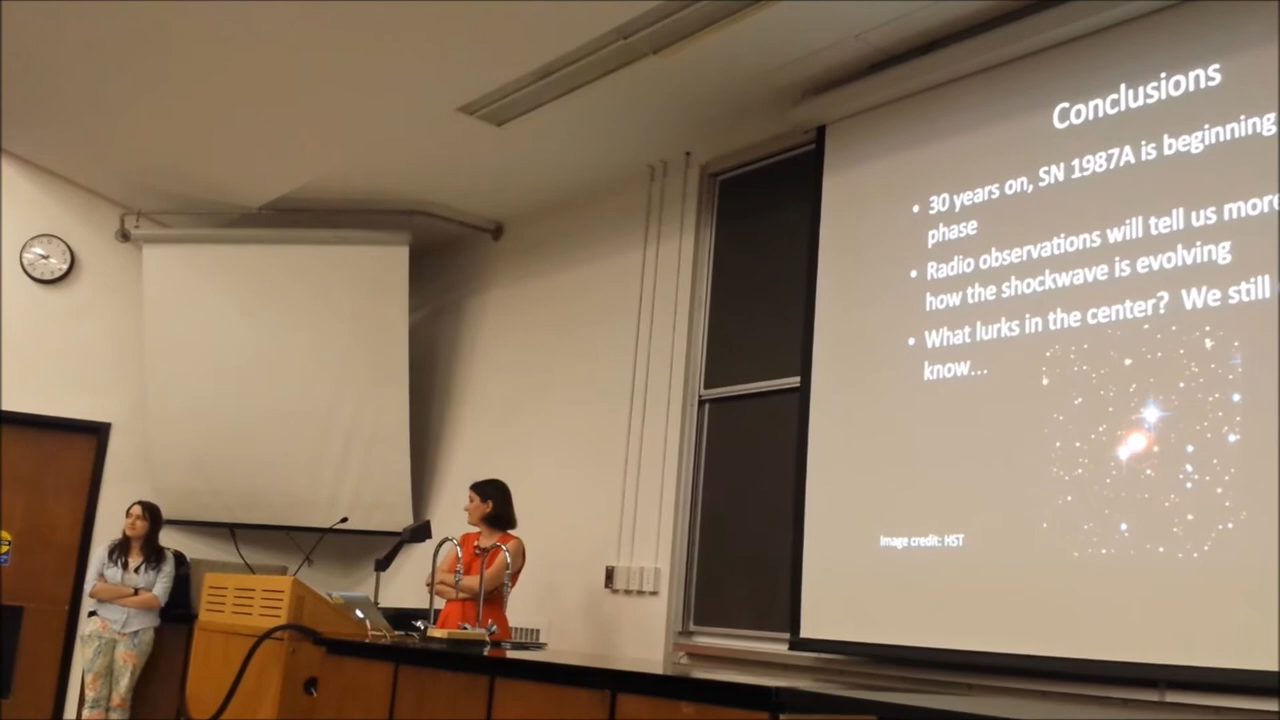 Conclusions
• 30 years on, SN 1987A is beginning
phase
• Radio observations will tell us more
how the shockwave is evolving
• What lurks in the center? We still
know...
Image credit: HST